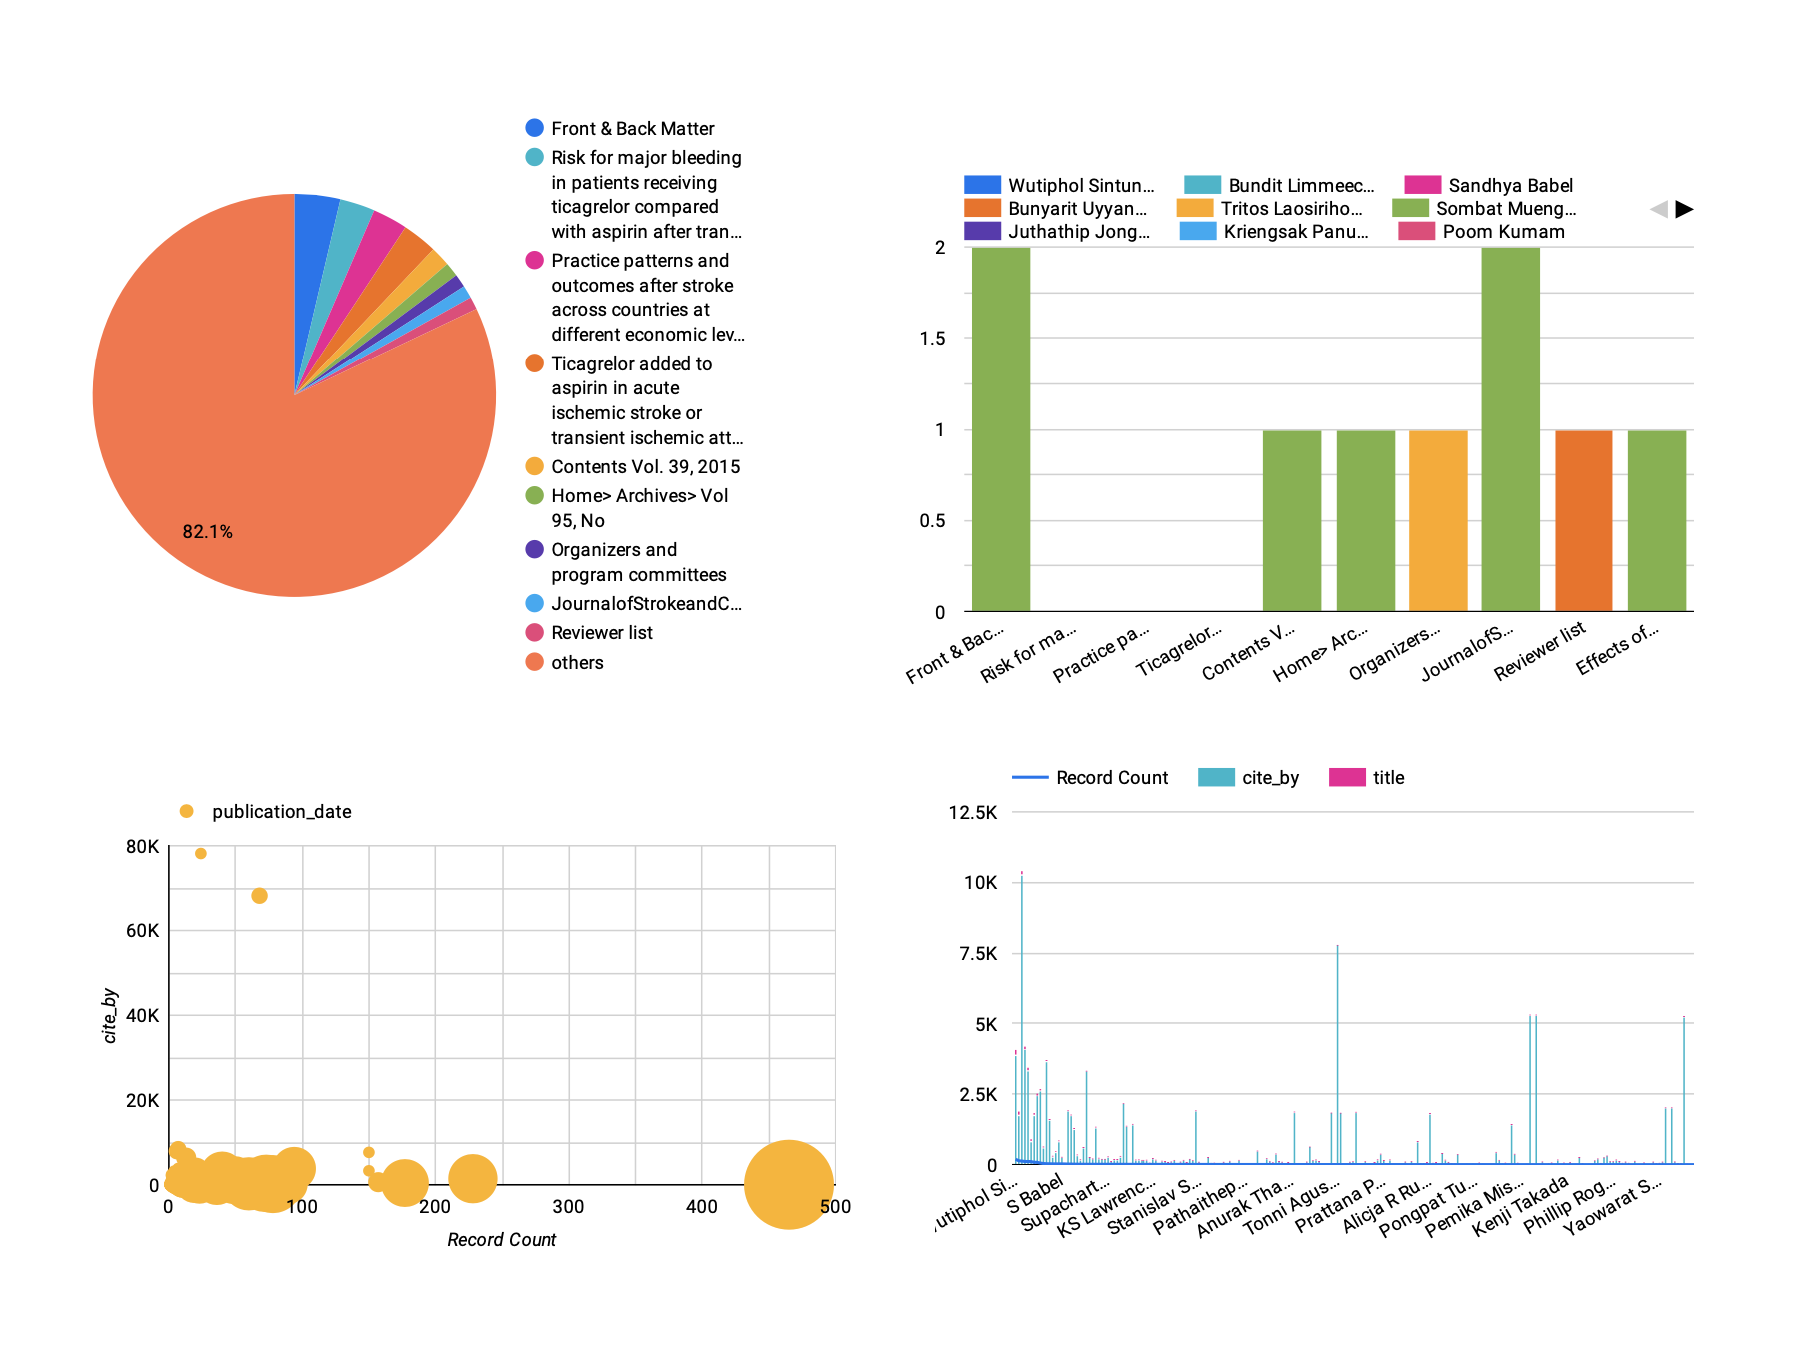 Front & Back Matter
Risk for major bleeding
in patients receiving
ticagrelor compared
with aspirin after tran...
Practice patterns and
outcomes after stroke
across countries at
different economic lev...
Ticagrelor added to
aspirin in acute
ischemic stroke or
transient ischemic att...
Contents Vol. 39, 2015
Home> Archives> Vol
95, No
Organizers and
program committees
JournalofStrokeandC...
Reviewer list
others
82.1%
Wutiphol Sintun... Bundit Limmeec... Sandhya Babel
Bunyarit Uyyan... Tritos Laosiriho... Sombat Mueng...
Juthathip Jong... Kriengsak Panu... Poom Kumam
2
1.5
1
0.5
0
Front & Bac... Risk for ma... Practice pa... Ticagrelor... Contents V... Home> Arc... Organizers... JournalofS... Reviewer list Effects of...
publication_date
80K
60K
40K
20K
0
cite_by
0 100 200 300 400 500
Record Count
Record Count cite_by title
12.5K
10K
7.5K
5K
2.5K
0
utiphol Si... S Babel Supachart... KS Lawrenc... Stanislav S... Pathaithep... Anurak Tha... Tonni Agus... Prattana P... Alicja R Ru... Pongpat Tu... Pemika Mis... Kenji Takada Phillip Rog... Yaowarat S...